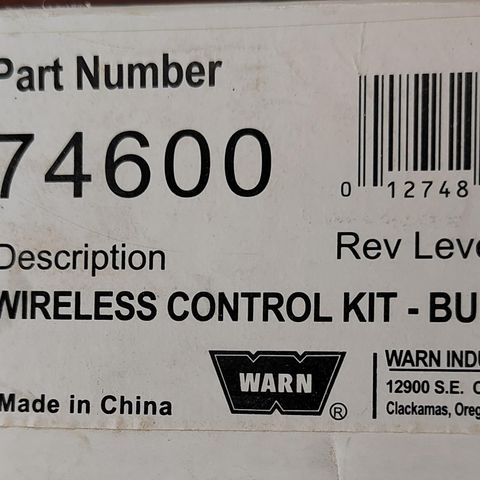 Part Number
74600
0 12748
Description
Rev Leve
WIRELESS CONTROL KIT - BU
WARN
®
WARN INDU
12900 S.E. C
Clackamas, Oreg
Made in China